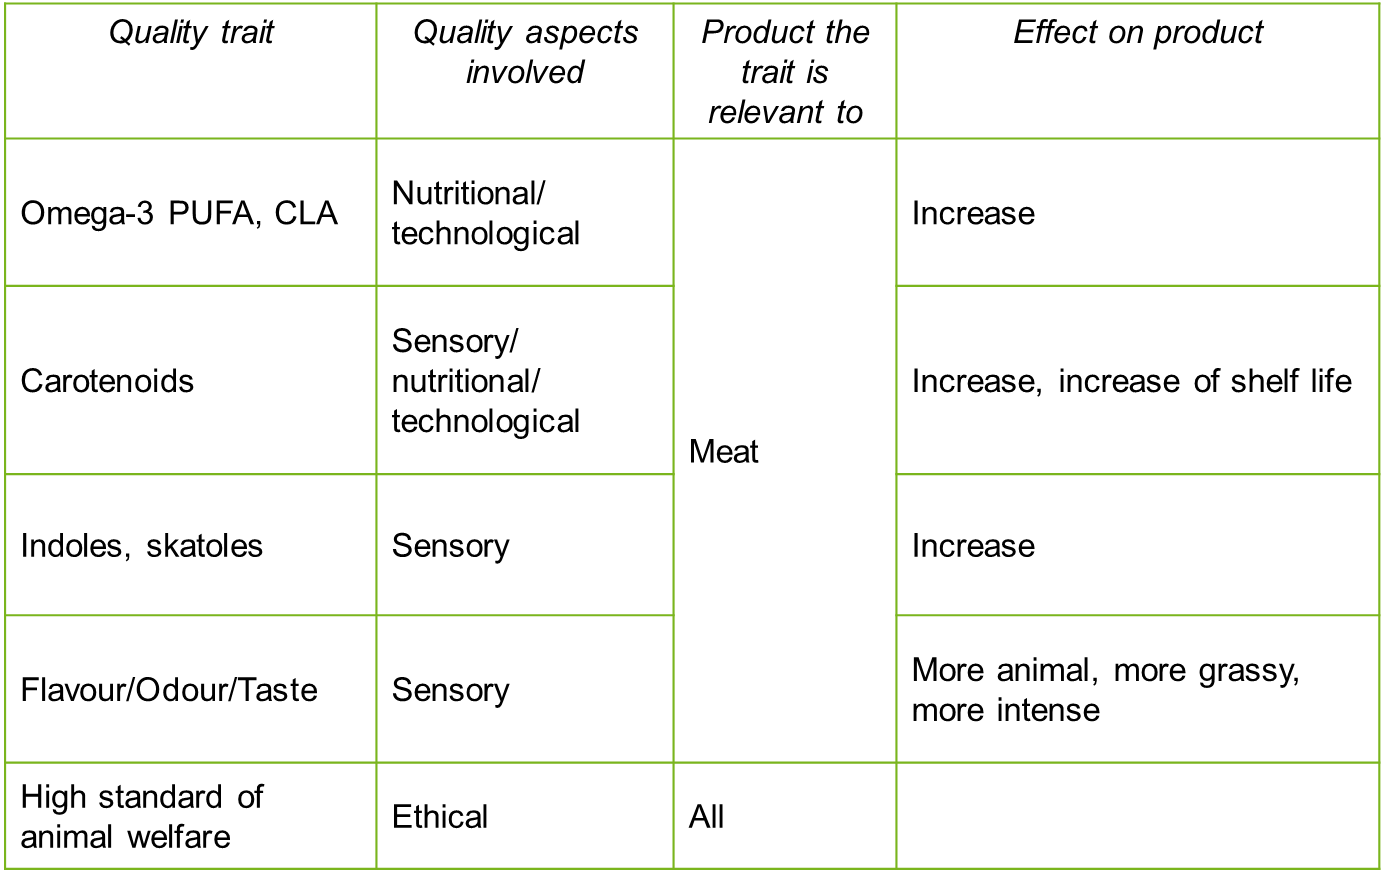 Quality trait
Quality aspects
involved
Product the
trait is
relevant to
Effect on product
Omega-3 PUFA, CLA
Nutritional/
technological
Meat
Increase
Carotenoids
Sensory/
nutritional/
technological
Increase, increase of shelf life
Indoles, skatoles
Sensory
Increase
Flavour/Odour/Taste
Sensory
More animal, more grassy,
more intense
High standard of
animal welfare
Ethical
All